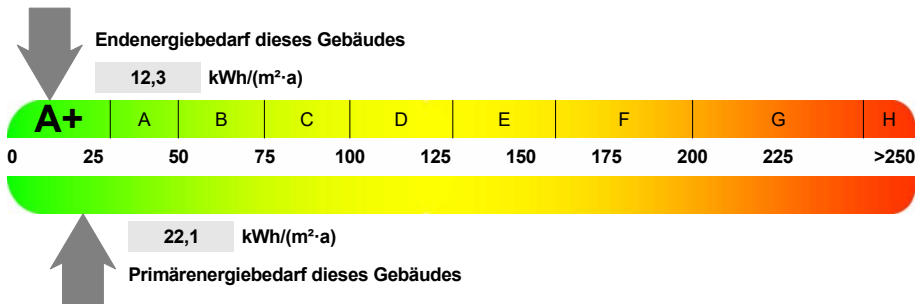 Endenergiebedarf dieses Gebäudes
12,3 kWh/(m²·a)
A+ A B C D E F G H
0 25 50 75 100 125 150 175 200 225 >250
22,1 kWh/(m²·a)
Primärenergiebedarf dieses Gebäudes